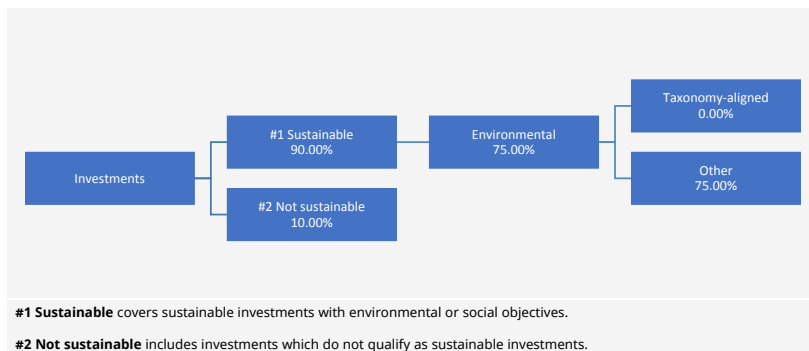 Taxonomy-aligned
0.00%
#1 Sustainable
90.00%
Environmental
75.00%
Investments
Other
75.00%
#2 Not sustainable
10.00%
#1 Sustainable covers sustainable investments with environmental or social objectives.
#2 Not sustainable includes investments which do not qualify as sustainable investments.